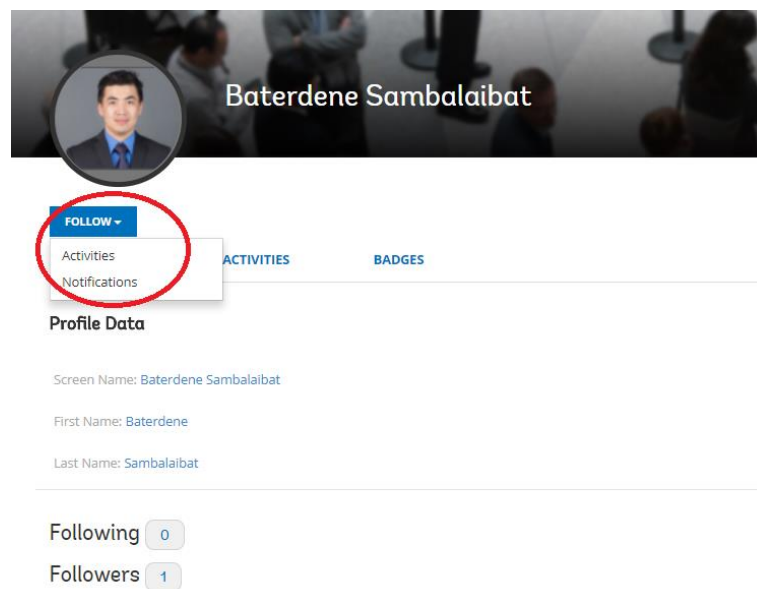 Baterdene Sambalaibat
FOLLOW
Activities
Notifications
ACTIVITIES
BADGES
Profile Data
Screen Name: Baterdene Sambalaibat
First Name: Baterdene
Last Name: Sambalaibat
Following 0
Followers 1